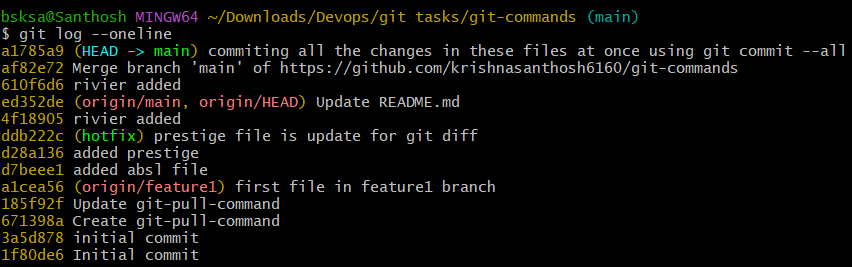 bsksa@Santhosh MINGW64 ~/Downloads/Devops/git tasks/git-commands (main)
$ git log --oneline
a1785a9 (HEAD -> main) commiting all the changes in these files at once using git commit --all
af82e72 Merge branch 'main' of https://github.com/krishnasanthosh6160/git-commands
610f6d6 rivier added
ed352de (origin/main, origin/HEAD) Update README.md
4f18905 rivier added
ddb222c (hotfix) prestige file is update for git diff
d28a136 added prestige
d7beee1 added absl file
a1cea56 (origin/feature1) first file in feature1 branch
185f92f Update git-pull-command
671398a Create git-pull-command
3a5d878 initial commit
1f80de6 Initial commit